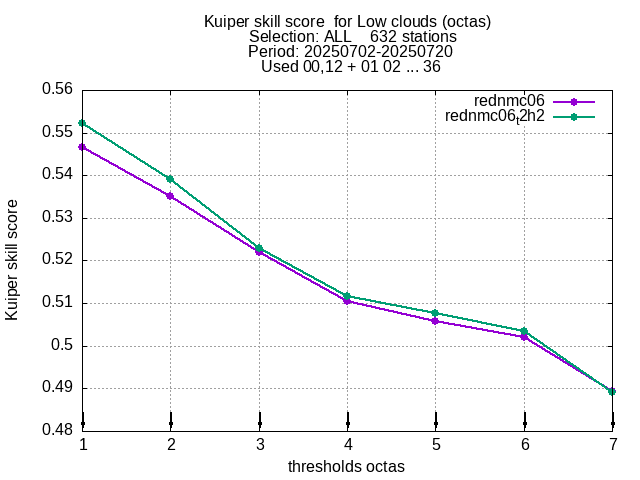 Kuiper skill score  for Low clouds (octas)
Selection: ALL    632 stations
Period: 20250702-20250720
Used 00,12 + 01 02 ... 36
rednmc06
rednmc06t2h2
0.56
0.55
0.54
0.53
0.52
0.51
0.5
0.49
0.48
Kuiper skill score
1 2 3 4 5 6 7
thresholds octas